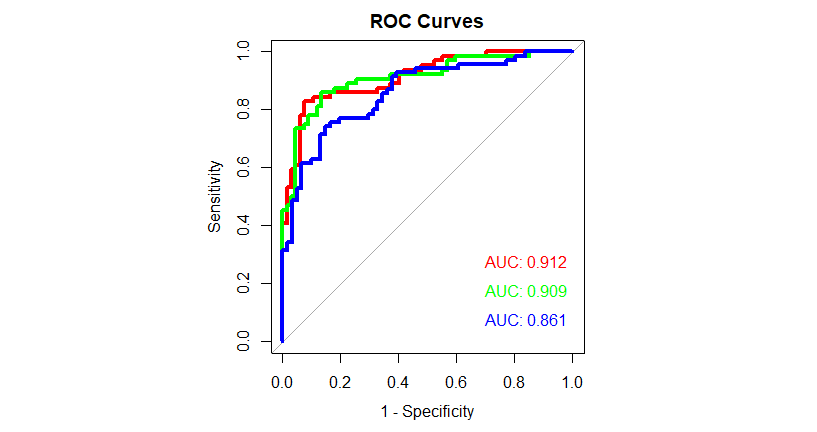 ROC Curves
Sensitivity
1.0
0.8
0.6
0.4
0.2
0.0
AUC: 0.912
AUC: 0.909
AUC: 0.861
0.0 0.2 0.4 0.6 0.8 1.0
1 - Specificity